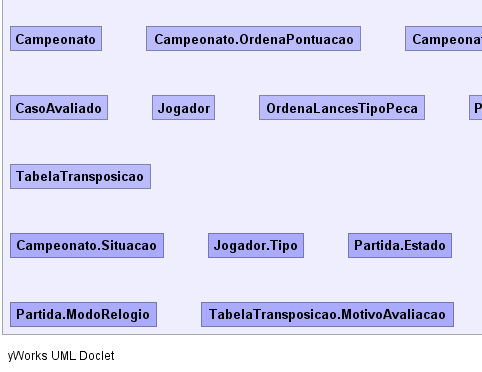 Campeonato Campeonato.OrdenaPontuacao Campeonat
CasoAvaliado Jogador OrdenaLancesTipoPeca P
TabelaTransposicao
Campeonato.Situacao Jogador.Tipo Partida.Estado
Partida.ModoRelogio TabelaTransposicao.MotivoAvaliacao
yWorks UML Doclet